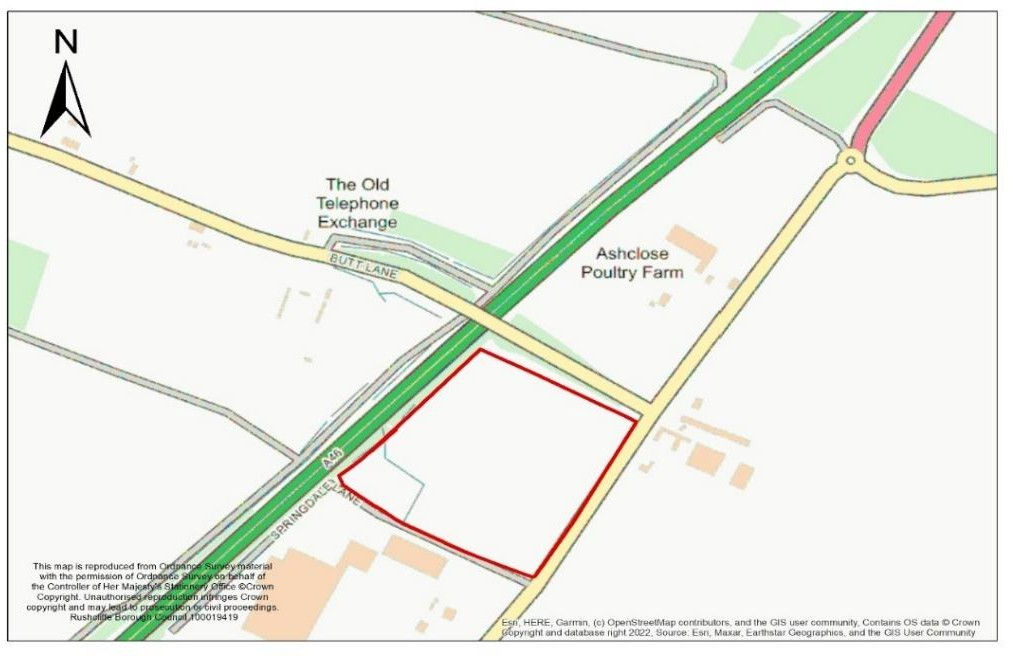 N
The Old
Telephone
Exchange
BUTT LANE
Ashclose
Poultry Farm
A46
SPRINGDALE LANE
This map is reproduced from Ordnance Survey material
with the permission of Ordnance Survey on behalf of
the Controller of Her Majesty's Stationery Office ©Crown
Copyright. Unauthorised reproduction infringes Crown
copyright and may lead to prosecution or civil proceedings.
Rushcliffe Borough Council 100019419
Esri, HERE, Garmin, (c) OpenStreetMap contributors, and the GIS user community, Contains OS data © Crown
Copyright and database right 2022, Source: Esri, Maxar, Earthstar Geographics, and the GIS User Community